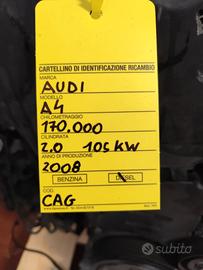 CARTELLINO DI IDENTIFICAZIONE RICAMBIO
MARCA
AUDI
MODELLO
A4
CHILOMETRAGGIO
170.000
CILINDRATA
2.0 105 KW
ANNO DI PRODUZIONE
2008
BENZINA DIESEL
COD.
CAG
subito